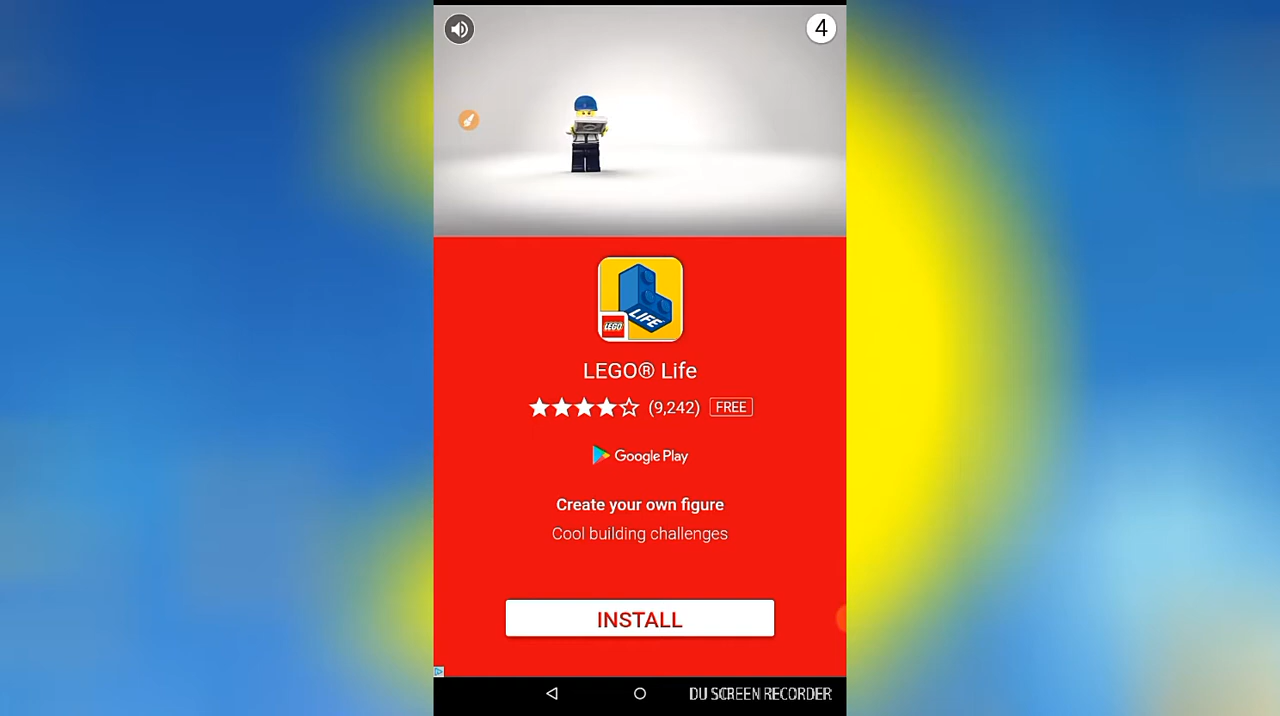 4
LIFE
LEGO
LEGO® Life
(9,242) FREE
Google Play
Create your own figure
Cool building challenges
INSTALL
DU SCREEN RECORDER